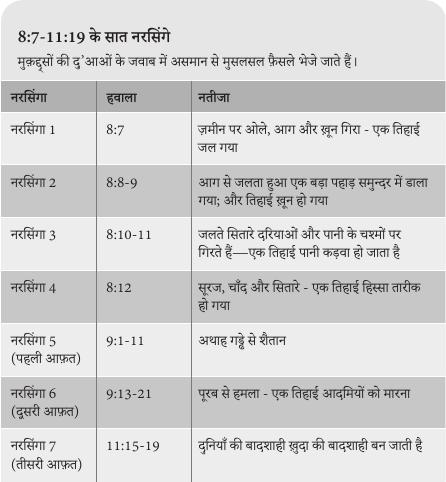 8:7-11:19 के सात नरसिंगे
मुक़द्दसों की दु'आओं के जवाब में असमान से मुसलसल फ़ैसले भेजे जाते हैं।
नरसिंगा हवाला नतीजा
नरसिंगा 1 8:7 ज़मीन पर ओले, आग और ख़ून गिरा - एक तिहाई
जल गया
नरसिंगा 2 8:8-9 आग से जलता हुआ एक बड़ा पहाड़ समुन्दर में डाला
गया; और तिहाई ख़ून हो गया
नरसिंगा 3 8:10-11 जलते सितारे दरियाओं और पानी के चश्मों पर
गिरते हैं—एक तिहाई पानी कड़वा हो जाता है
नरसिंगा 4 8:12 सूरज, चाँद और सितारे - एक तिहाई हिस्सा तारीक
हो गया
नरसिंगा 5 9:1-11 अथाह गड्ढे से शैतान
(पहली आफ़त)
नरसिंगा 6 9:13-21 पूरब से हमला - एक तिहाई आदमियों को मारना
(दूसरी आफ़त)
नरसिंगा 7 11:15-19 दुनियाँ की बादशाही ख़ुदा की बादशाही बन जाती है
(तीसरी आफ़त)